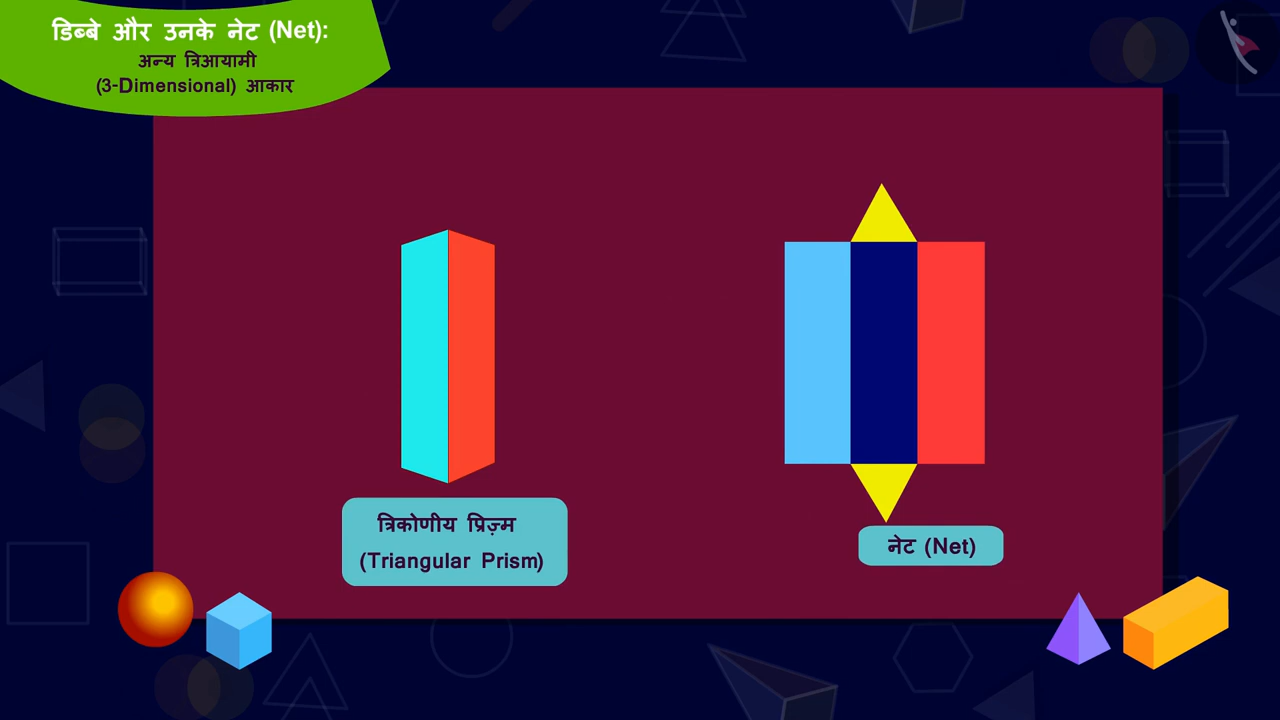 डिब्बे और उनके नेट (Net):
अन्य त्रिआयामी
(3-Dimensional) आकार
त्रिकोणीय प्रिज़्म
(Triangular Prism)
नेट (Net)